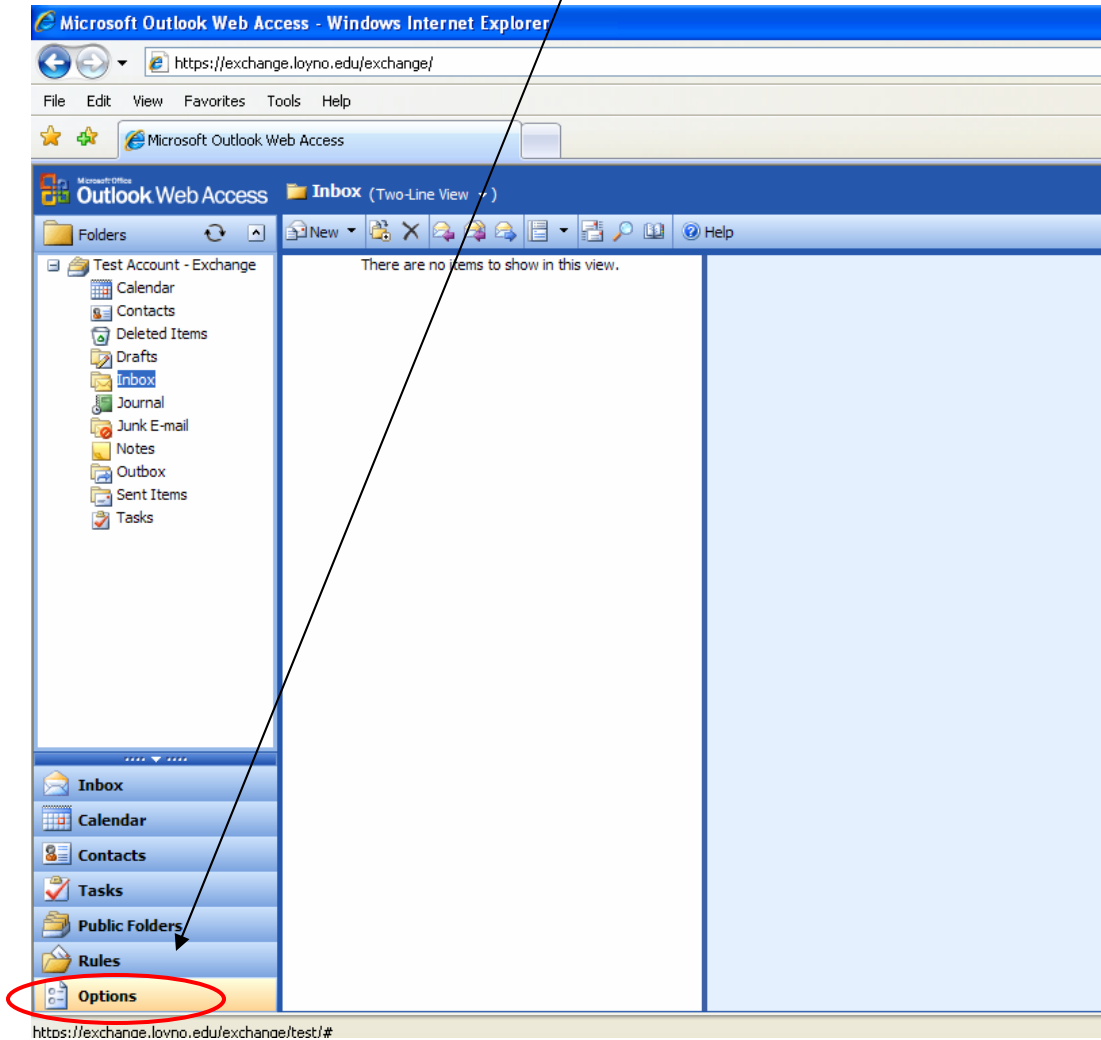 Microsoft Outlook Web Access - Windows Internet Explorer
https://exchange.loyno.edu/exchange/
File Edit View Favorites Tools Help
Microsoft Outlook Web Access
Microsoft Office
Outlook Web Access
Inbox (Two-Line View)
Folders
New
Help
Test Account - Exchange
There are no items to show in this view.
Calendar
Contacts
Deleted Items
Drafts
Inbox
Journal
Junk E-mail
Notes
Outbox
Sent Items
Tasks
Inbox
Calendar
Contacts
Tasks
Public Folders
Rules
Options
https://exchange.loyno.edu/exchange/test/#